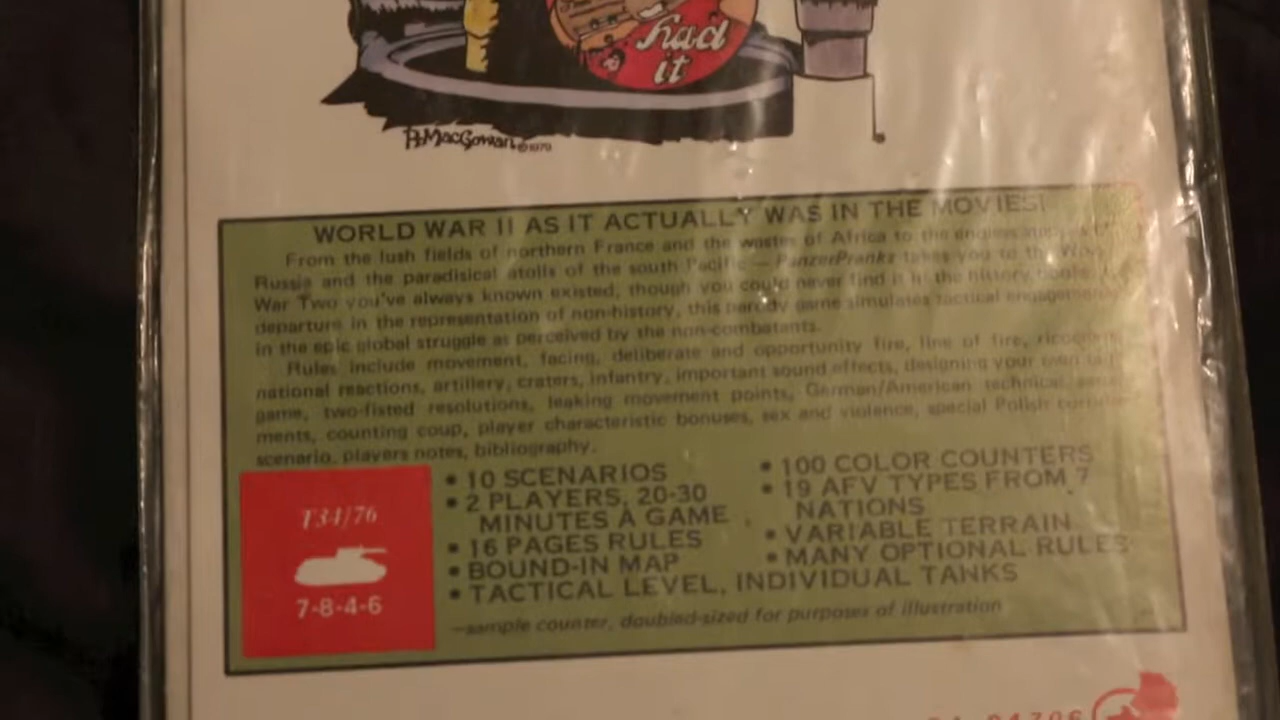 had
it
R.MacGowan ©1979
WORLD WAR II AS IT ACTUALLY WAS IN THE MOVIES!
From the lush fields of northern France and the wastes of Africa to the endless
Russia and the paradisical atolls of the south Pacific — PanzerPranks takes you to the
War Two you've always known existed, though you could never find it in the history books.
departure in the representation of non-history, this parody game simulates tactical
in the epic global struggle as perceived by the non-combatants.
Rules include movement, facing, deliberate and opportunity fire, line of fire,
national reactions, artillery, craters, infantry, important sound effects, designing your own
game, two-fisted resolutions, leaking movement points, German/American technical
ments, counting coup, player characteristic bonuses, sex and violence, special Polish
scenario, players notes, bibliography.
T34/76
7-8-4-6
• 10 SCENARIOS
• 2 PLAYERS, 20-30
MINUTES A GAME
• 16 PAGES RULES
• BOUND-IN MAP
• TACTICAL LEVEL, INDIVIDUAL TANKS
• 100 COLOR COUNTERS
• 19 AFV TYPES FROM 7
NATIONS
• VARIABLE TERRAIN
• MANY OPTIONAL RULES
—sample counter, doubled-sized for purposes of illustration